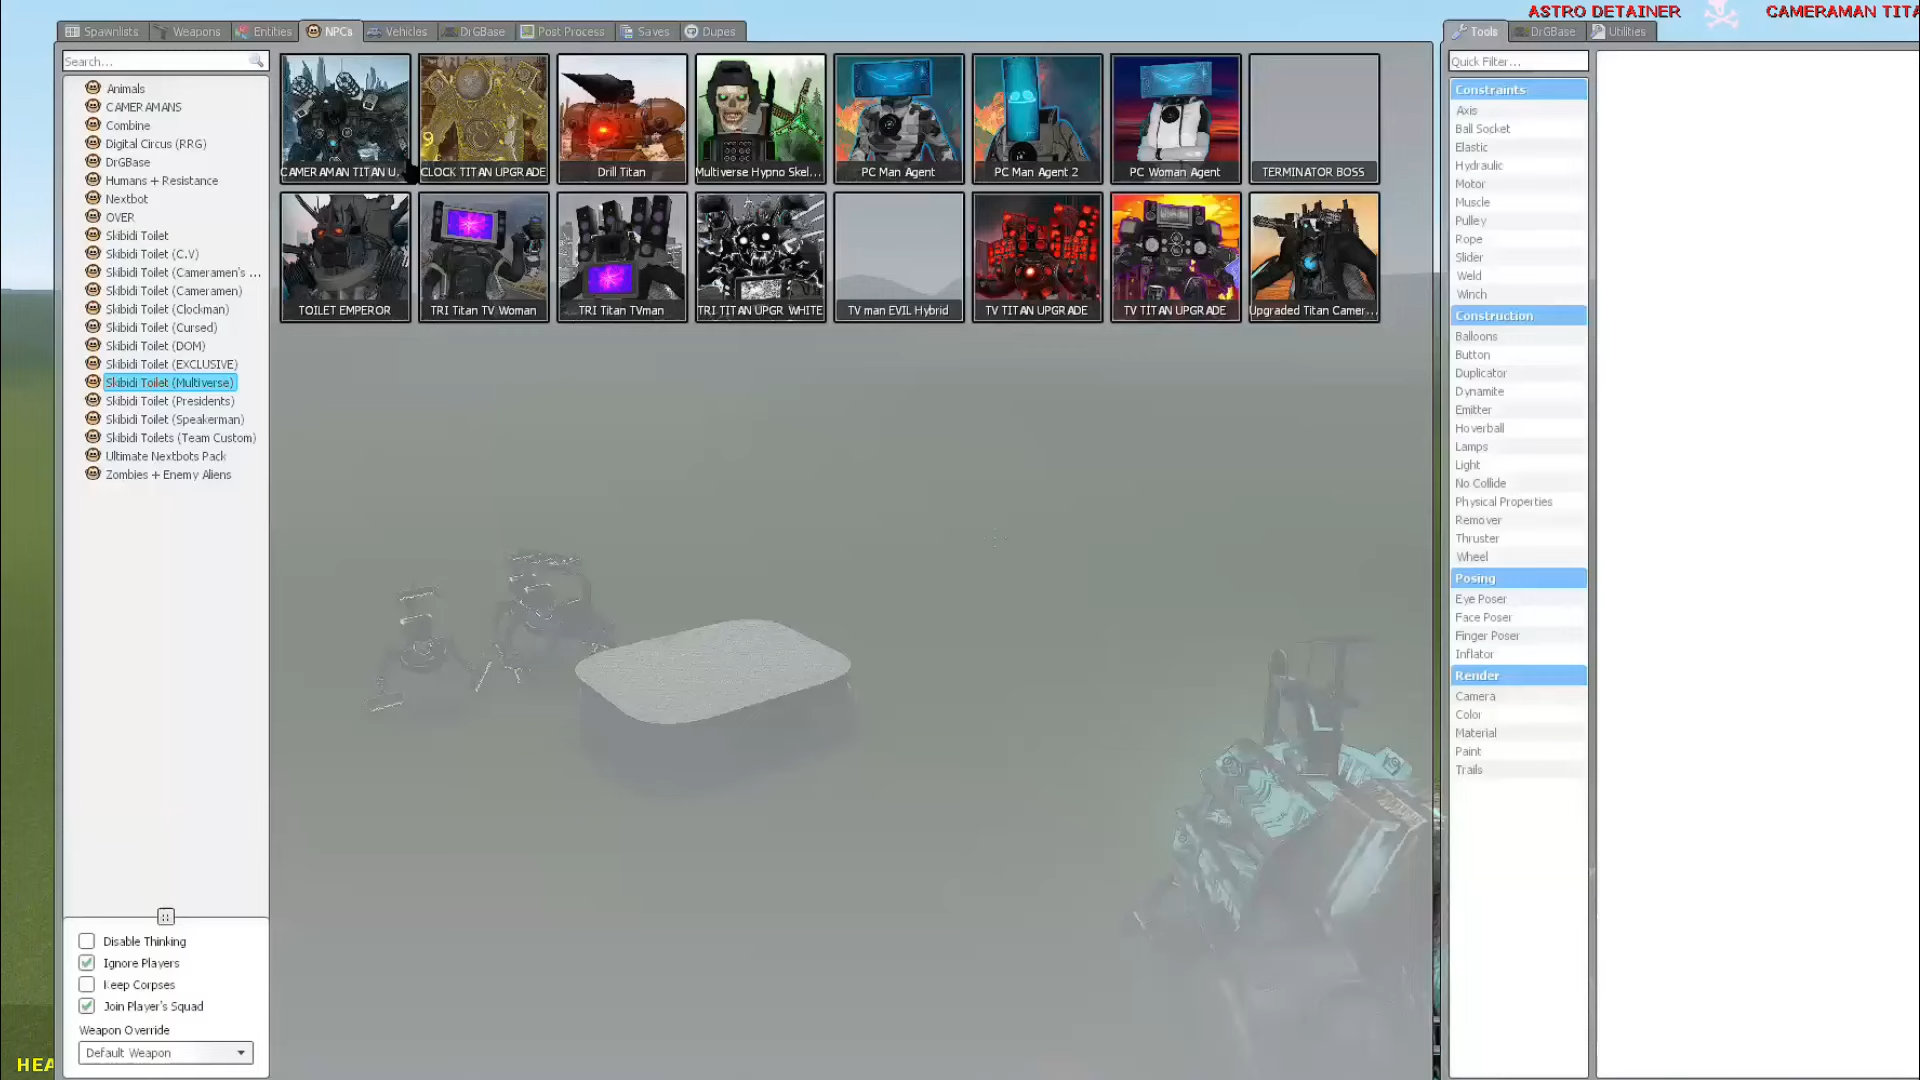 ASTRO DETAINER
CAMERAMAN TITA
Spawnlists Weapons Entities NPCs Vehicles DrGBase Post Process Saves Dupes
Tools DrGBase Utilities
Search...
Animals
CAMERAMANS
Combine
Digital Circus (RRG)
DrGBase
Humans + Resistance
Nextbot
OVER
Skibidi Toilet
Skibidi Toilet (C.V)
Skibidi Toilet (Cameramen's ...
Skibidi Toilet (Cameramen)
Skibidi Toilet (Clockman)
Skibidi Toilet (Cursed)
Skibidi Toilet (DOM)
Skibidi Toilet (EXCLUSIVE)
Skibidi Toilet (Multiverse)
Skibidi Toilet (Presidents)
Skibidi Toilet (Speakerman)
Skibidi Toilets (Team Custom)
Ultimate Nextbots Pack
Zombies + Enemy Aliens
Disable Thinking
Ignore Players
Keep Corpses
Join Player's Squad
Weapon Override
Default Weapon
HEA
9
CAMERAMAN TITAN U... CLOCK TITAN UPGRADE Drill Titan Multiverse Hypno Skel... PC Man Agent PC Man Agent 2 PC Woman Agent TERMINATOR BOSS
TOILET EMPEROR TRI Titan TV Woman TRI Titan TVman TRI TITAN UPGR WHITE TV man EVIL Hybrid TV TITAN UPGRADE TV TITAN UPGRADE Upgraded Titan Camer...
Quick Filter...
Constraints
Axis
Ball Socket
Elastic
Hydraulic
Motor
Muscle
Pulley
Rope
Slider
Weld
Winch
Construction
Balloons
Button
Duplicator
Dynamite
Emitter
Hoverball
Lamps
Light
No Collide
Physical Properties
Remover
Thruster
Wheel
Posing
Eye Poser
Face Poser
Finger Poser
Inflator
Render
Camera
Color
Material
Paint
Trails